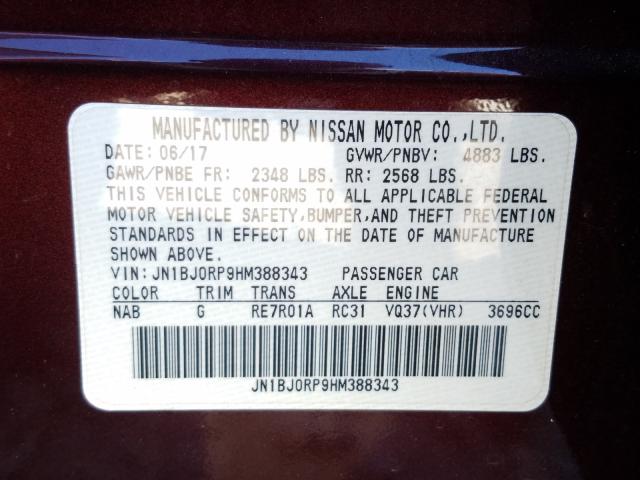 MANUFACTURED BY NISSAN MOTOR CO.,LTD.
DATE: 06/17 GVWR/PNBV: 4883 LBS.
GAWR/PNBE FR: 2348 LBS. RR: 2568 LBS.
THIS VEHICLE CONFORMS TO ALL APPLICABLE FEDERAL
MOTOR VEHICLE SAFETY,BUMPER,AND THEFT PREVENTION
STANDARDS IN EFFECT ON THE DATE OF MANUFACTURE
SHOWN ABOVE.
VIN:JN1BJ0RP9HM388343 PASSENGER CAR
COLOR TRIM TRANS AXLE ENGINE
NAB G RE7R01A RC31 VQ37(VHR) 3696CC
JN1BJ0RP9HM388343